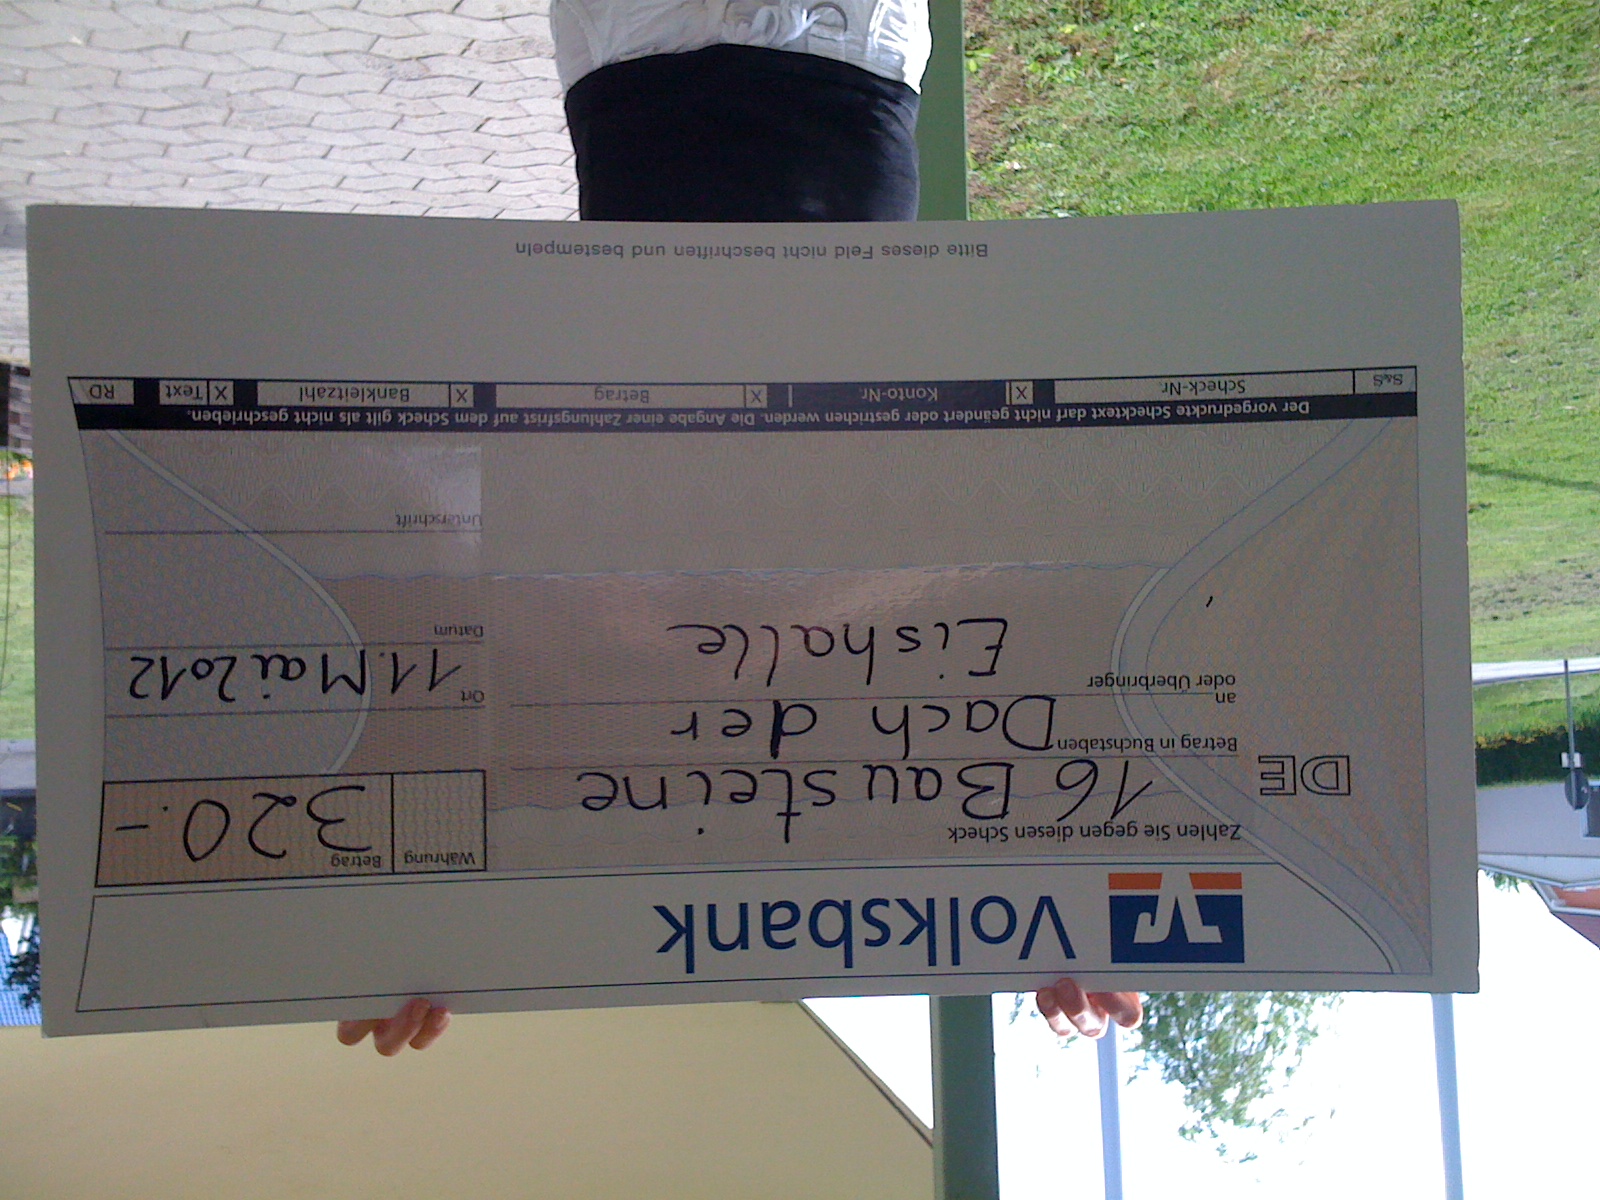 Volksbank
Zahlen Sie gegen diesen Scheck
Währung
Betrag
16 Bausteine
320.-
DE
Betrag in Buchstaben
Dach der
an
Ort
oder Überbringer
11. Mai 2012
Eishalle
Datum
Unterschrift
Der vorgedruckte Schecktext darf nicht geändert oder gestrichen werden. Die Angabe einer Zahlungsfrist auf dem Scheck gilt als nicht geschrieben.
S&S Scheck-Nr. X Konto-Nr. X Betrag X Bankleitzahl X Text RD
Bitte dieses Feld nicht beschriften und bestempeln